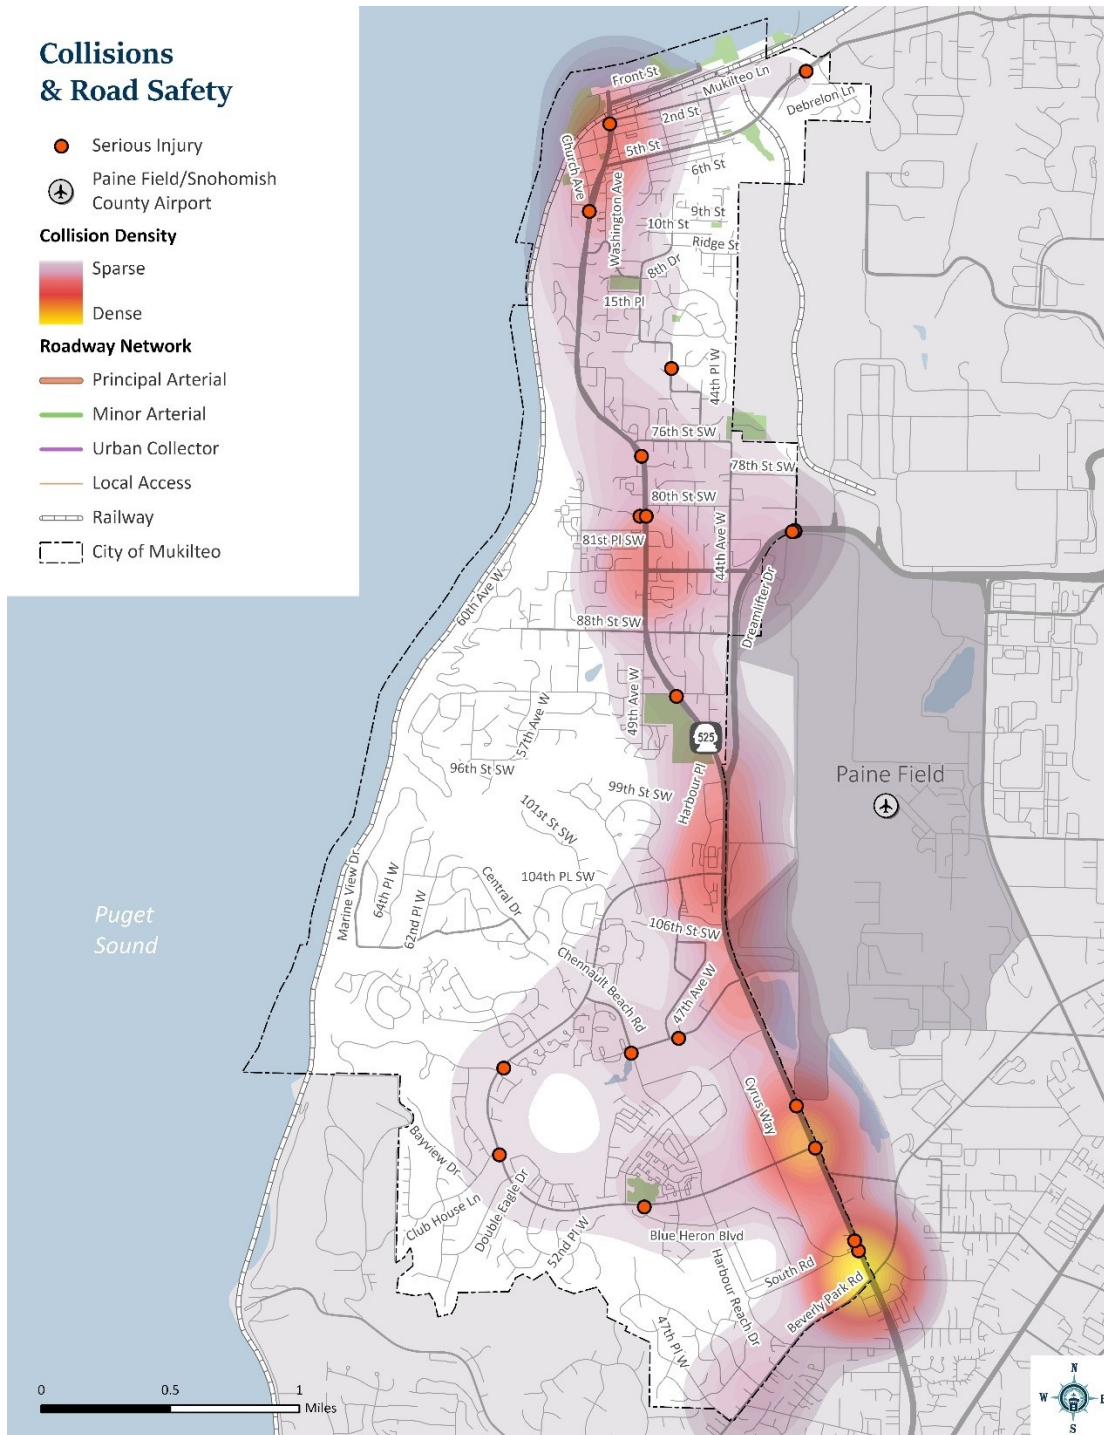 Collisions
& Road Safety
Serious Injury
Paine Field/Snohomish
County Airport
Collision Density
Sparse
Dense
Roadway Network
Principal Arterial
Minor Arterial
Urban Collector
Local Access
Railway
City of Mukilteo
Front St
Mukilteo Ln
Debrelon Ln
2nd St
5th St
6th St
Church Ave
Washington Ave
9th St
10th St
Ridge St
8th Dr
15th Pl
44th Pl W
76th St SW
78th St SW
80th St SW
81st Pl SW
44th Ave W
60th Ave W
Dreamlifter Dr
88th St SW
49th Ave W
57th Ave W
525
96th St SW
Harbour Pl
99th St SW
Paine Field
101st St SW
Marine View Dr
64th Pl W
62nd Pl W
Central Dr
104th PL SW
Puget
Sound
106th St SW
Chennault Beach Rd
47th Ave W
Cyrus Way
Bayview Dr
Club House Ln
Double Eagle Dr
52nd Pl W
Blue Heron Blvd
Harbour Reach Dr
South Rd
Beverly Park Rd
47th Pl W
0
0.5
1
Miles
N
W
E
S